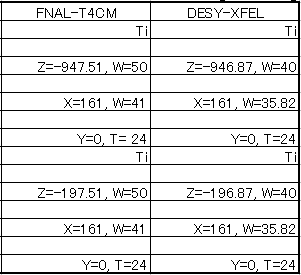 FNAL-T4CM DESY-XFEL
Ti Ti
Z=-947.51, W=50 Z=-946.87, W=40
X=161, W=41 X=161, W=35.82
Y=0, T= 24 Y=0, T=24
Ti Ti
Z=-197.51, W=50 Z=-196.87, W=40
X=161, W=41 X=161, W=35.82
Y=0, T=24 Y=0, T=24